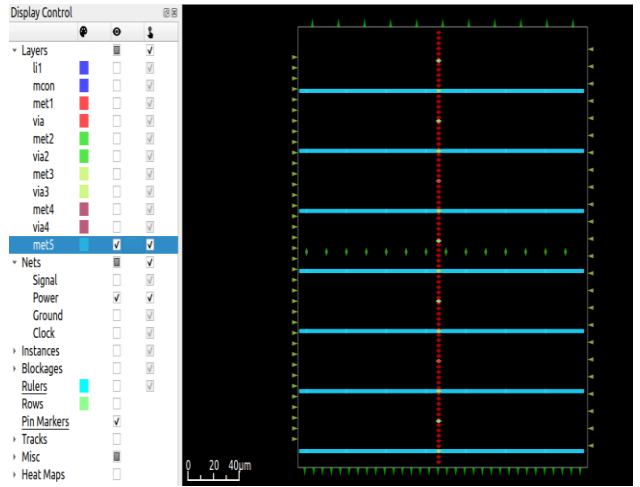 Display Control
Layers
li1
mcon
met1
via
met2
via2
met3
via3
met4
via4
met5
Nets
Signal
Power
Ground
Clock
Instances
Blockages
Rulers
Rows
Pin Markers
Tracks
Misc
Heat Maps
0 20 40μm